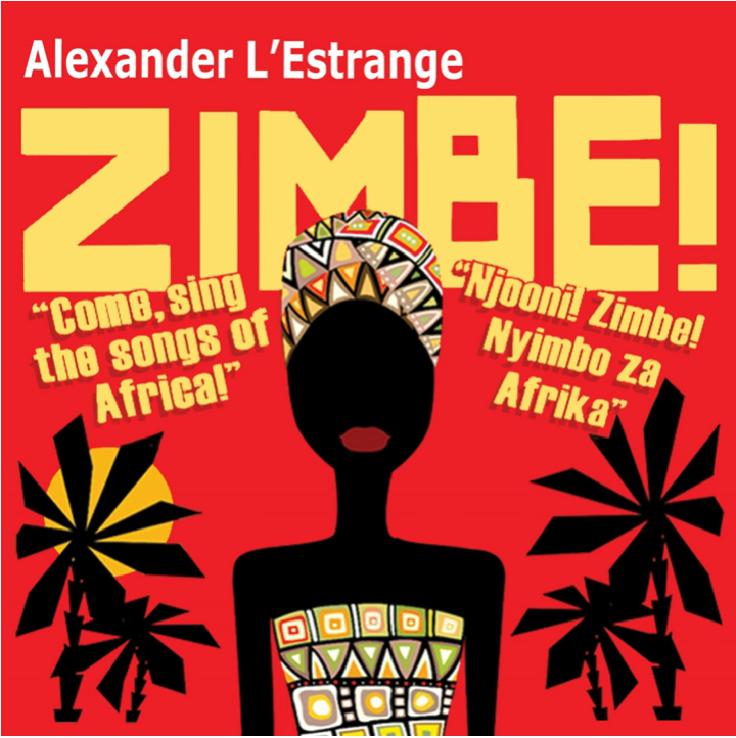 Alexander L’Estrange
ZIMBE!
“Come, sing
the songs of
Africa!”
“Njooni! Zimbe!
Nyimbo za
Afrika”